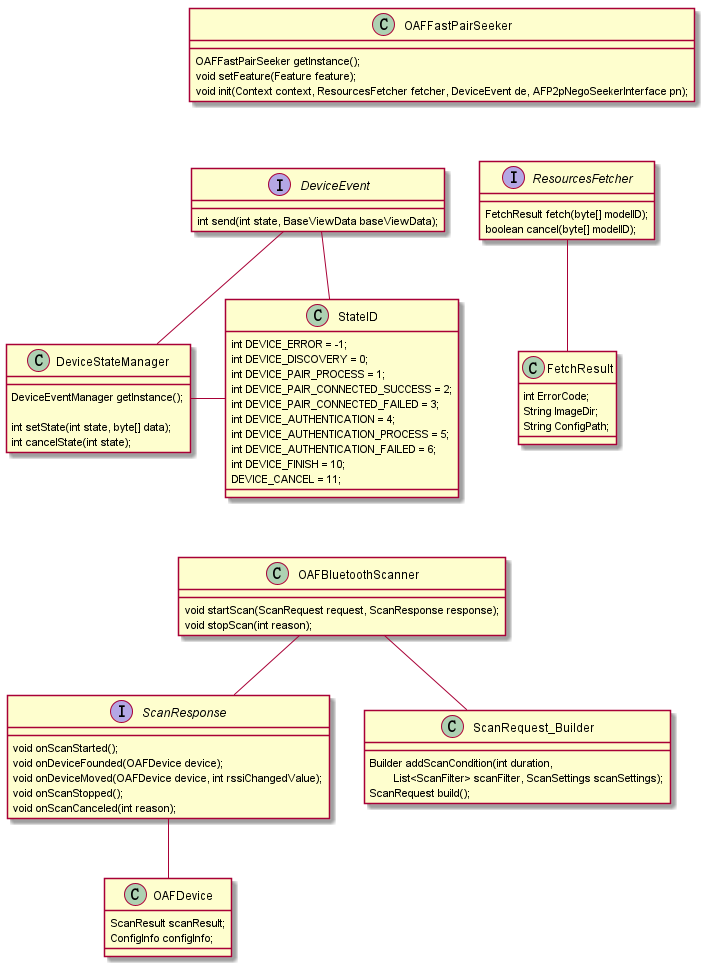 C OAFFastPairSeeker
OAFFastPairSeeker getInstance();
void setFeature(Feature feature);
void init(Context context, ResourcesFetcher fetcher, DeviceEvent de, AFP2pNegoSeekerInterface pn);
I DeviceEvent
int send(int state, BaseViewData baseViewData);
I ResourcesFetcher
FetchResult fetch(byte[] modelID);
boolean cancel(byte[] modelID);
C DeviceStateManager
DeviceEventManager getInstance();
int setState(int state, byte[] data);
int cancelState(int state);
C StateID
int DEVICE_ERROR = -1;
int DEVICE_DISCOVERY = 0;
int DEVICE_PAIR_PROCESS = 1;
int DEVICE_PAIR_CONNECTED_SUCCESS = 2;
int DEVICE_PAIR_CONNECTED_FAILED = 3;
int DEVICE_AUTHENTICATION = 4;
int DEVICE_AUTHENTICATION_PROCESS = 5;
int DEVICE_AUTHENTICATION_FAILED = 6;
int DEVICE_FINISH = 10;
DEVICE_CANCEL = 11;
C FetchResult
int ErrorCode;
String ImageDir;
String ConfigPath;
C OAFBluetoothScanner
void startScan(ScanRequest request, ScanResponse response);
void stopScan(int reason);
I ScanResponse
void onScanStarted();
void onDeviceFounded(OAFDevice device);
void onDeviceMoved(OAFDevice device, int rssiChangedValue);
void onScanStopped();
void onScanCanceled(int reason);
C ScanRequest_Builder
Builder addScanCondition(int duration,
List<ScanFilter> scanFilter, ScanSettings scanSettings);
ScanRequest build();
C OAFDevice
ScanResult scanResult;
ConfigInfo configInfo;